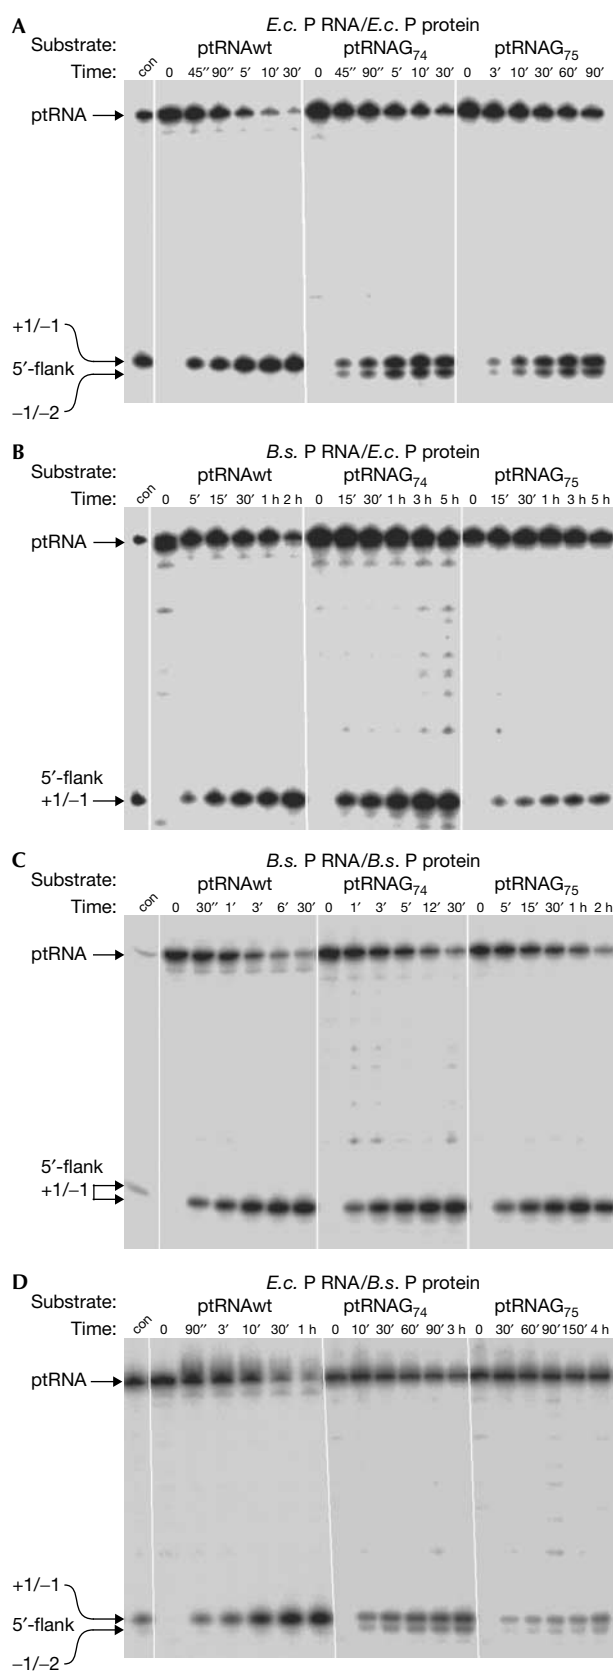 A
E.c. P RNA/E.c. P protein
Substrate: ptRNAwt ptRNAG74 ptRNAG75
Time: con 0 45″ 90″ 5′ 10′ 30′ 0 45″ 90″ 5′ 10′ 30′ 0 3′ 10′ 30′ 60′ 90′
ptRNA
+1/−1
5′-flank
−1/−2
B
B.s. P RNA/E.c. P protein
Substrate: ptRNAwt ptRNAG74 ptRNAG75
Time: con 0 5′ 15′ 30′ 1 h 2 h 0 15′ 30′ 1 h 3 h 5 h 0 15′ 30′ 1 h 3 h 5 h
ptRNA
5′-flank
+1/−1
C
B.s. P RNA/B.s. P protein
Substrate: ptRNAwt ptRNAG74 ptRNAG75
Time: con 0 30″ 1′ 3′ 6′ 30′ 0 1′ 3′ 5′ 12′ 30′ 0 5′ 15′ 30′ 1 h 2 h
ptRNA
5′-flank
+1/−1
D
E.c. P RNA/B.s. P protein
Substrate: ptRNAwt ptRNAG74 ptRNAG75
Time: con 0 90″ 3′ 10′ 30′ 1 h 0 10′ 30′ 60′ 90′ 3 h 0 30′ 60′ 90′ 150′ 4 h
ptRNA
+1/−1
5′-flank
−1/−2